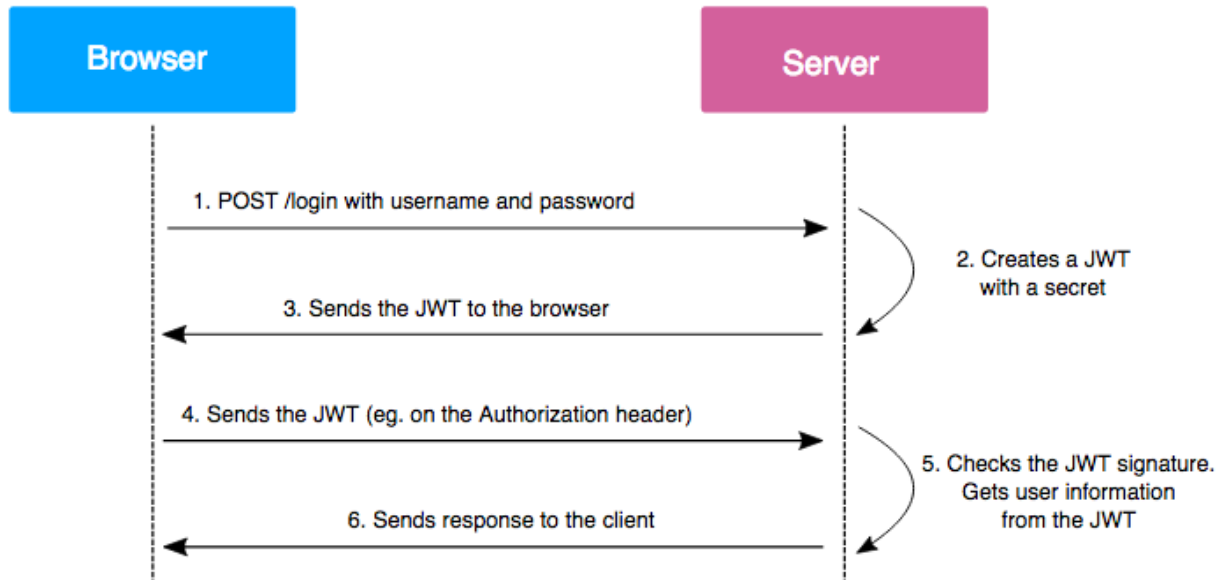 Browser
Server
1. POST /login with username and password
2. Creates a JWT
with a secret
3. Sends the JWT to the browser
4. Sends the JWT (eg. on the Authorization header)
5. Checks the JWT signature.
Gets user information
from the JWT
6. Sends response to the client